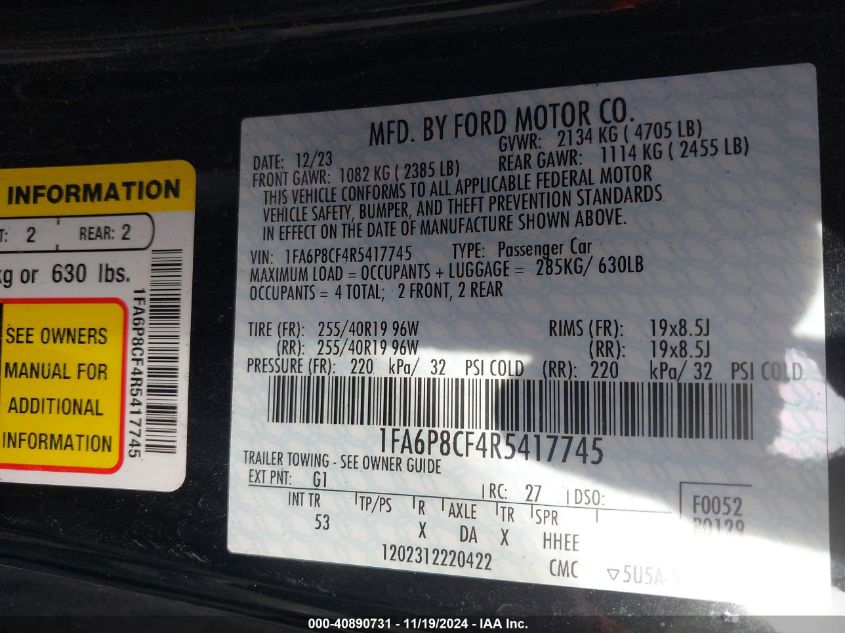 INFORMATION
T: 2 REAR: 2
kg or 630 lbs.
SEE OWNERS
MANUAL FOR
ADDITIONAL
INFORMATION
1FA6P8CF4R5417745
MFD. BY FORD MOTOR CO.
DATE: 12/23 GVWR: 2134 KG ( 4705 LB)
FRONT GAWR: 1082 KG ( 2385 LB) REAR GAWR: 1114 KG ( 2455 LB)
THIS VEHICLE CONFORMS TO ALL APPLICABLE FEDERAL MOTOR
VEHICLE SAFETY, BUMPER, AND THEFT PREVENTION STANDARDS
IN EFFECT ON THE DATE OF MANUFACTURE SHOWN ABOVE.
VIN: 1FA6P8CF4R5417745 TYPE: Passenger Car
MAXIMUM LOAD = OCCUPANTS + LUGGAGE = 285KG/ 630LB
OCCUPANTS = 4 TOTAL; 2 FRONT, 2 REAR
TIRE (FR): 255/40R19 96W RIMS (FR): 19x8.5J
(RR): 255/40R19 96W (RR): 19x8.5J
PRESSURE (FR): 220 kPa/ 32 PSI COLD (RR): 220 kPa/ 32 PSI COLD
1FA6P8CF4R5417745
TRAILER TOWING - SEE OWNER GUIDE
EXT PNT: G1 RC: 27 DSO: F0052
INT TR TP/PS R AXLE TR SPR R0129
53 X DA X HHEE
1202312220422 CMC ▽5U5A-
000-40890731 - 11/19/2024 - IAA Inc.